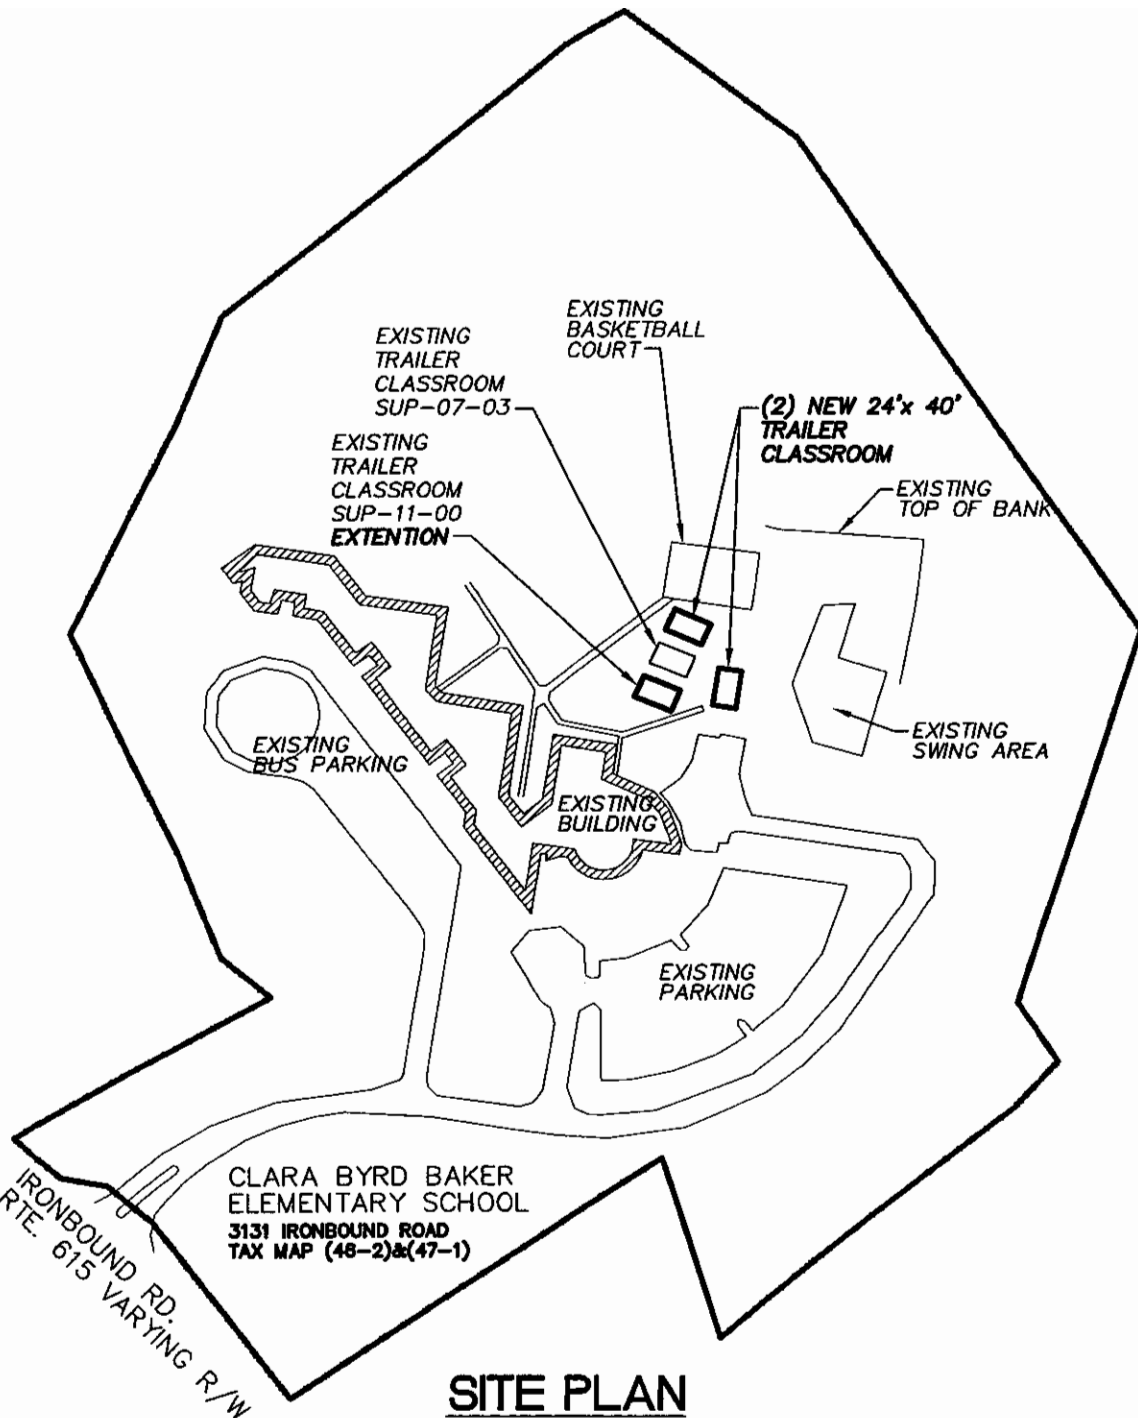 EXISTING
BASKETBALL
COURT
EXISTING
TRAILER
CLASSROOM
SUP-07-03
(2) NEW 24'x 40'
TRAILER
CLASSROOM
EXISTING
TRAILER
CLASSROOM
SUP-11-00
EXTENTION
EXISTING
TOP OF BANK
EXISTING
BUS PARKING
EXISTING
SWING AREA
EXISTING
BUILDING
EXISTING
PARKING
CLARA BYRD BAKER
ELEMENTARY SCHOOL
3131 IRONBOUND ROAD
TAX MAP (46-2)&(47-1)
IRONBOUND RD.
RTE. 615 VARYING R/W
SITE PLAN